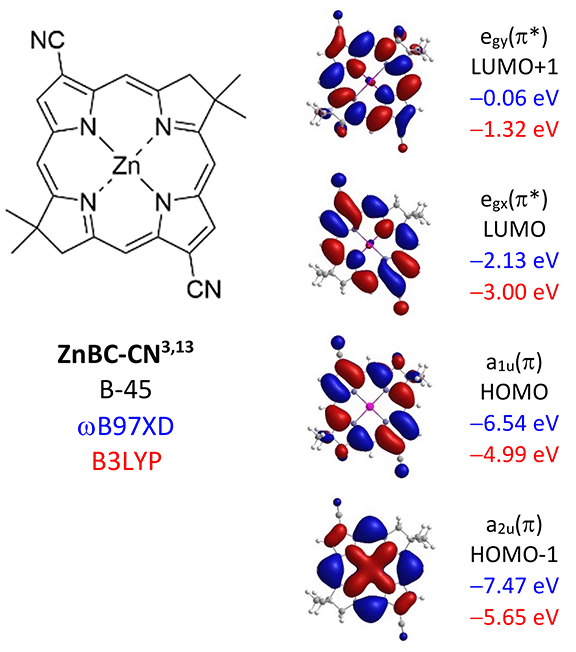 NC
N
N
Zn
N
N
CN
ZnBC-CN3,13
B-45
ωB97XD
B3LYP
egy(π*)
LUMO+1
−0.06 eV
−1.32 eV
egx(π*)
LUMO
−2.13 eV
−3.00 eV
a1u(π)
HOMO
−6.54 eV
−4.99 eV
a2u(π)
HOMO-1
−7.47 eV
−5.65 eV